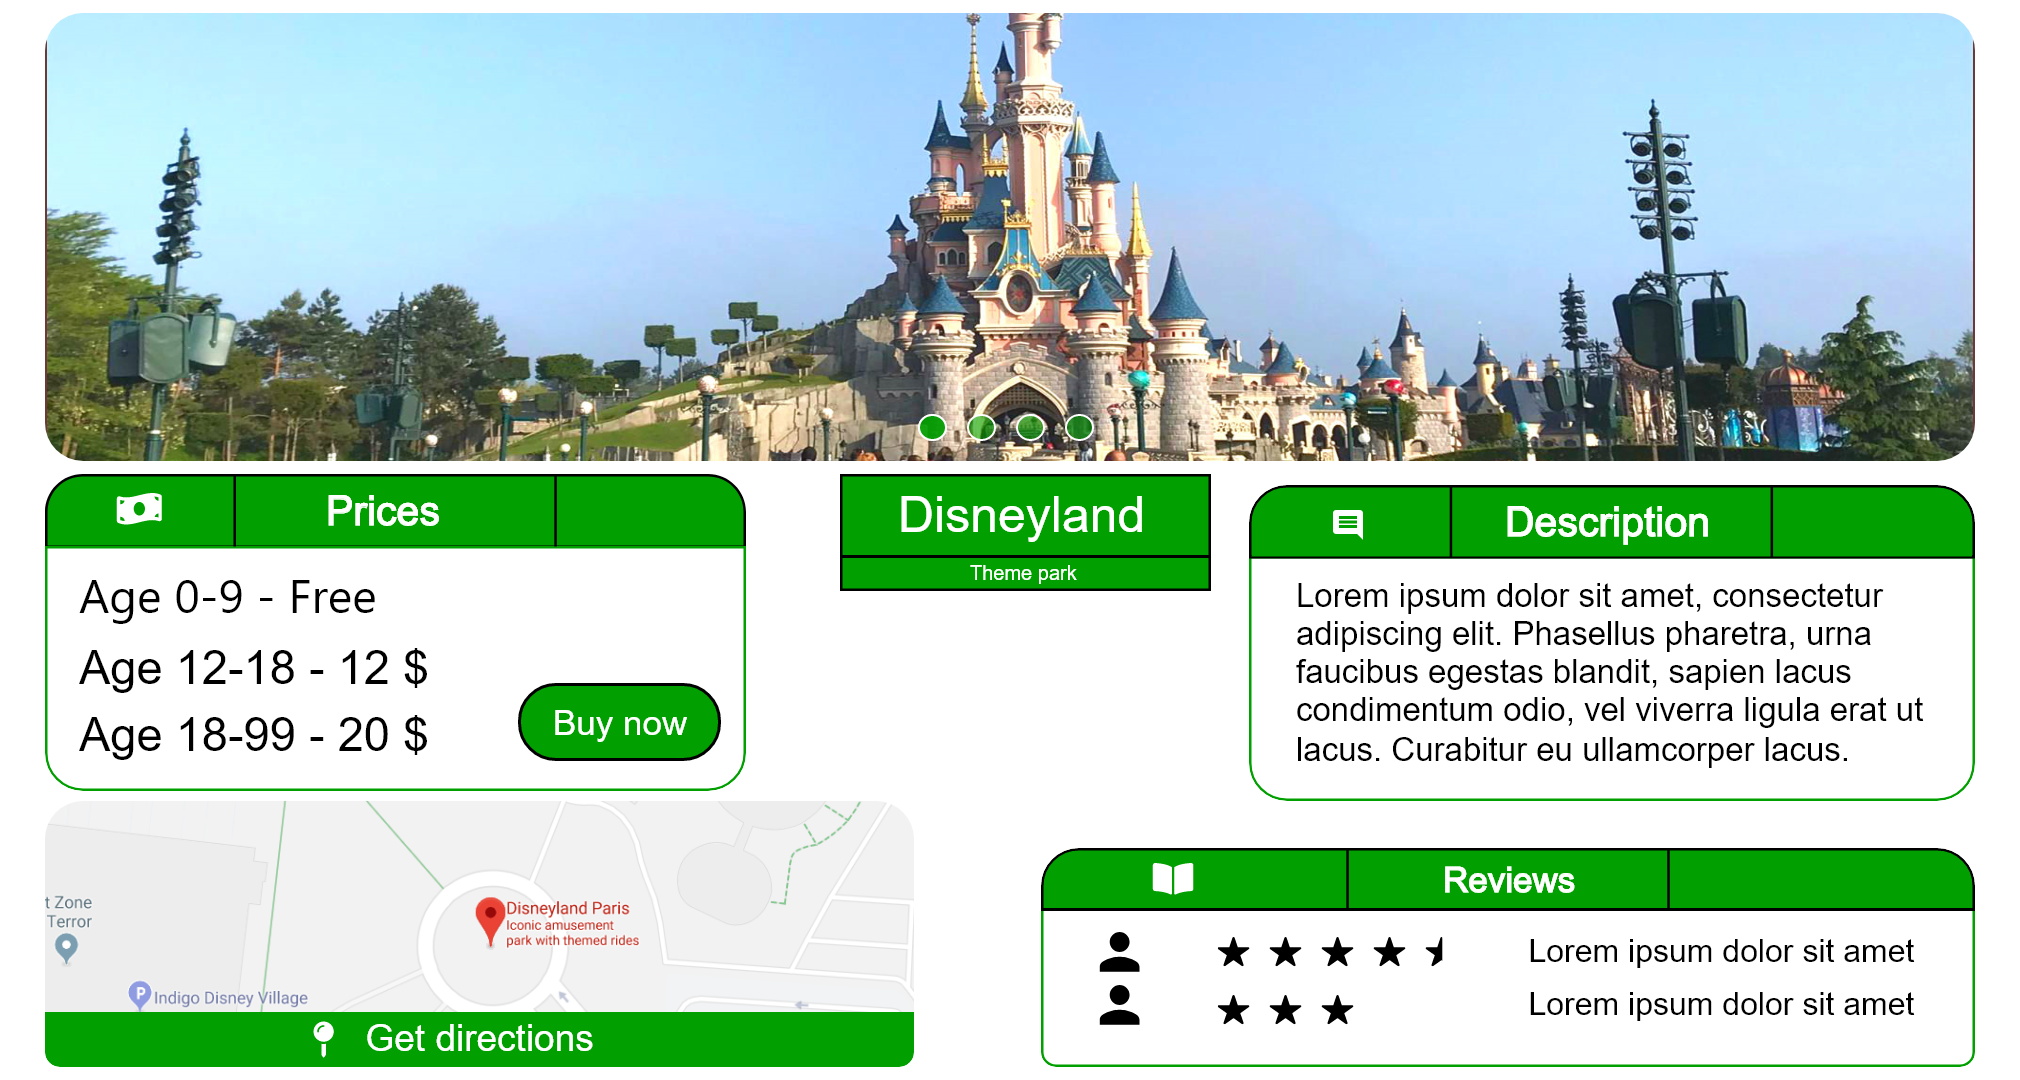 Prices
Age 0-9 - Free
Age 12-18 - 12 $
Age 18-99 - 20 $
Buy now
Disneyland
Theme park
Description
Lorem ipsum dolor sit amet, consectetur
adipiscing elit. Phasellus pharetra, urna
faucibus egestas blandit, sapien lacus
condimentum odio, vel viverra ligula erat ut
lacus. Curabitur eu ullamcorper lacus.
t Zone
Terror
Disneyland Paris
Iconic amusement
park with themed rides
P
Indigo Disney Village
Get directions
Reviews
Lorem ipsum dolor sit amet
Lorem ipsum dolor sit amet